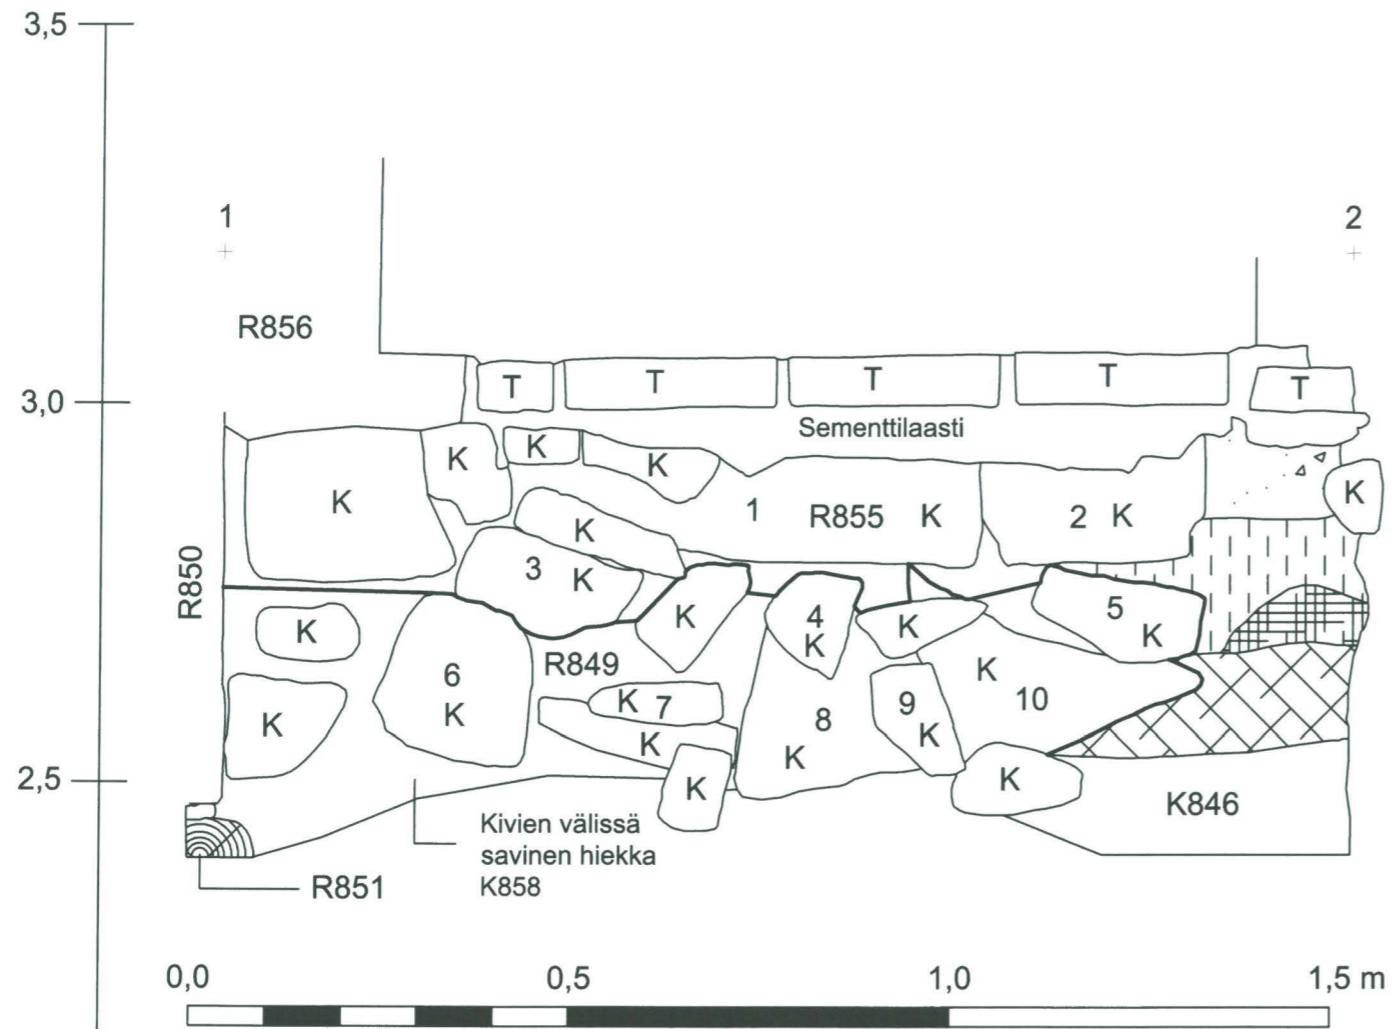 3,5
1
2
R856
3,0
T
T
T
T
T
Sementtilaasti
K
K
K
K
K
1
R855
K
2
K
K
K
3
K
R850
K
4
K
K
5
K
K
R849
6
K
K
K
7
K
K
8
K
9
K
K
10
K
K846
2,5
Kivien välissä
savinen hiekka
K858
R851
0,0
0,5
1,0
1,5 m